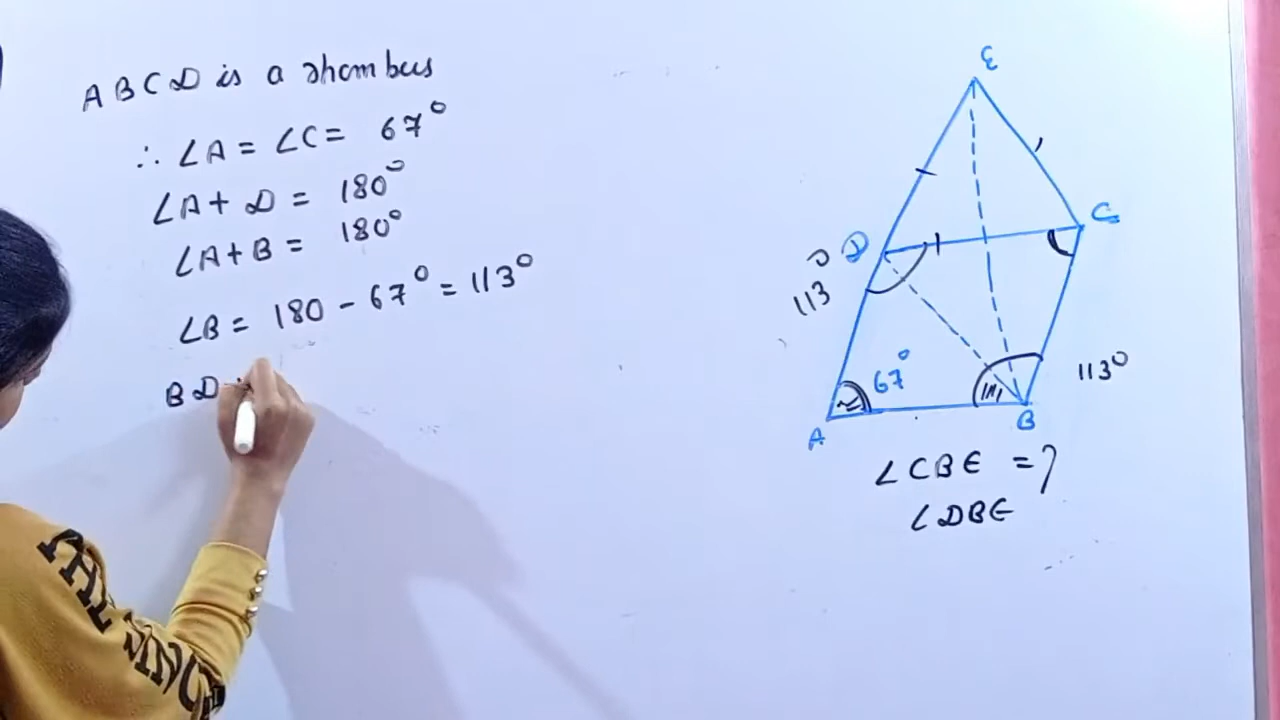 ABCD is a rhombus
∴ ∠A = ∠C = 67°
∠A + D = 180°
∠A + B = 180°
∠B = 180 - 67° = 113°
BD
E
C
D
113°
67°
113°
A
B
∠CBE = ?
∠DBE